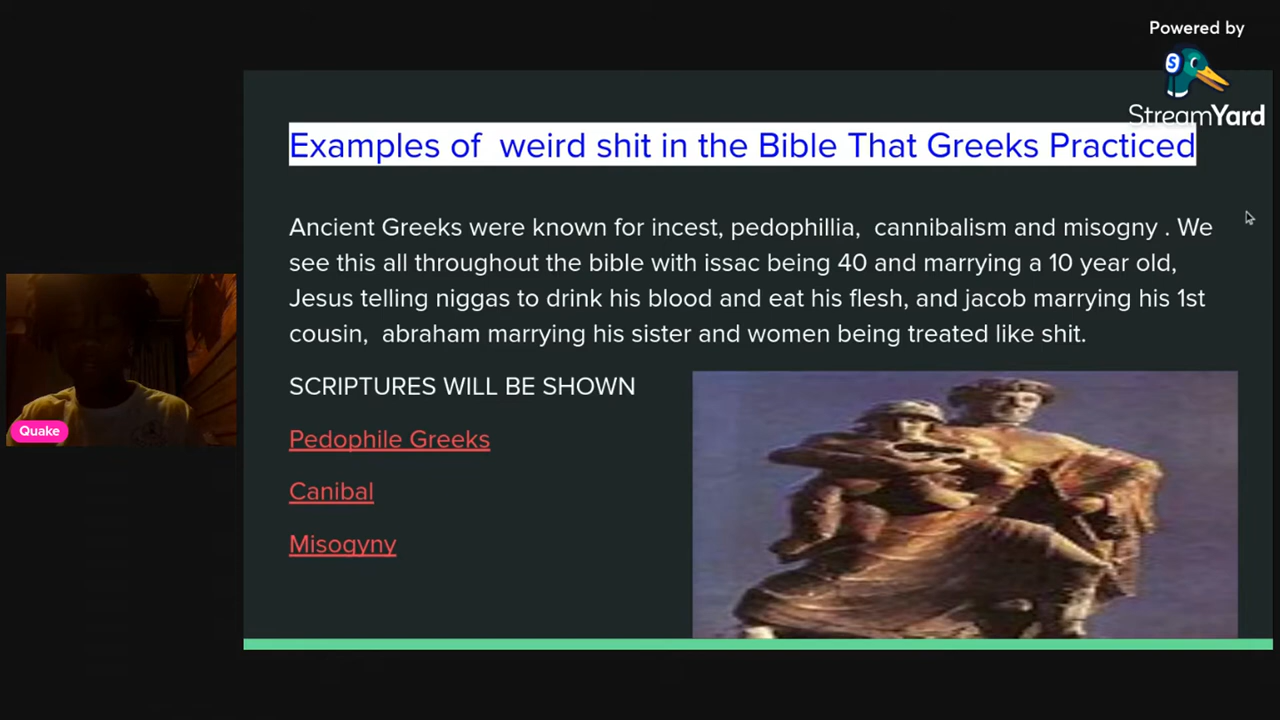 Powered by
StreamYard
Examples of  weird shit in the Bible That Greeks Practiced
Ancient Greeks were known for incest, pedophillia,  cannibalism and misogny . We
see this all throughout the bible with issac being 40 and marrying a 10 year old,
Jesus telling niggas to drink his blood and eat his flesh, and jacob marrying his 1st
cousin,  abraham marrying his sister and women being treated like shit.
SCRIPTURES WILL BE SHOWN
Pedophile Greeks
Canibal
Misogyny
Quake